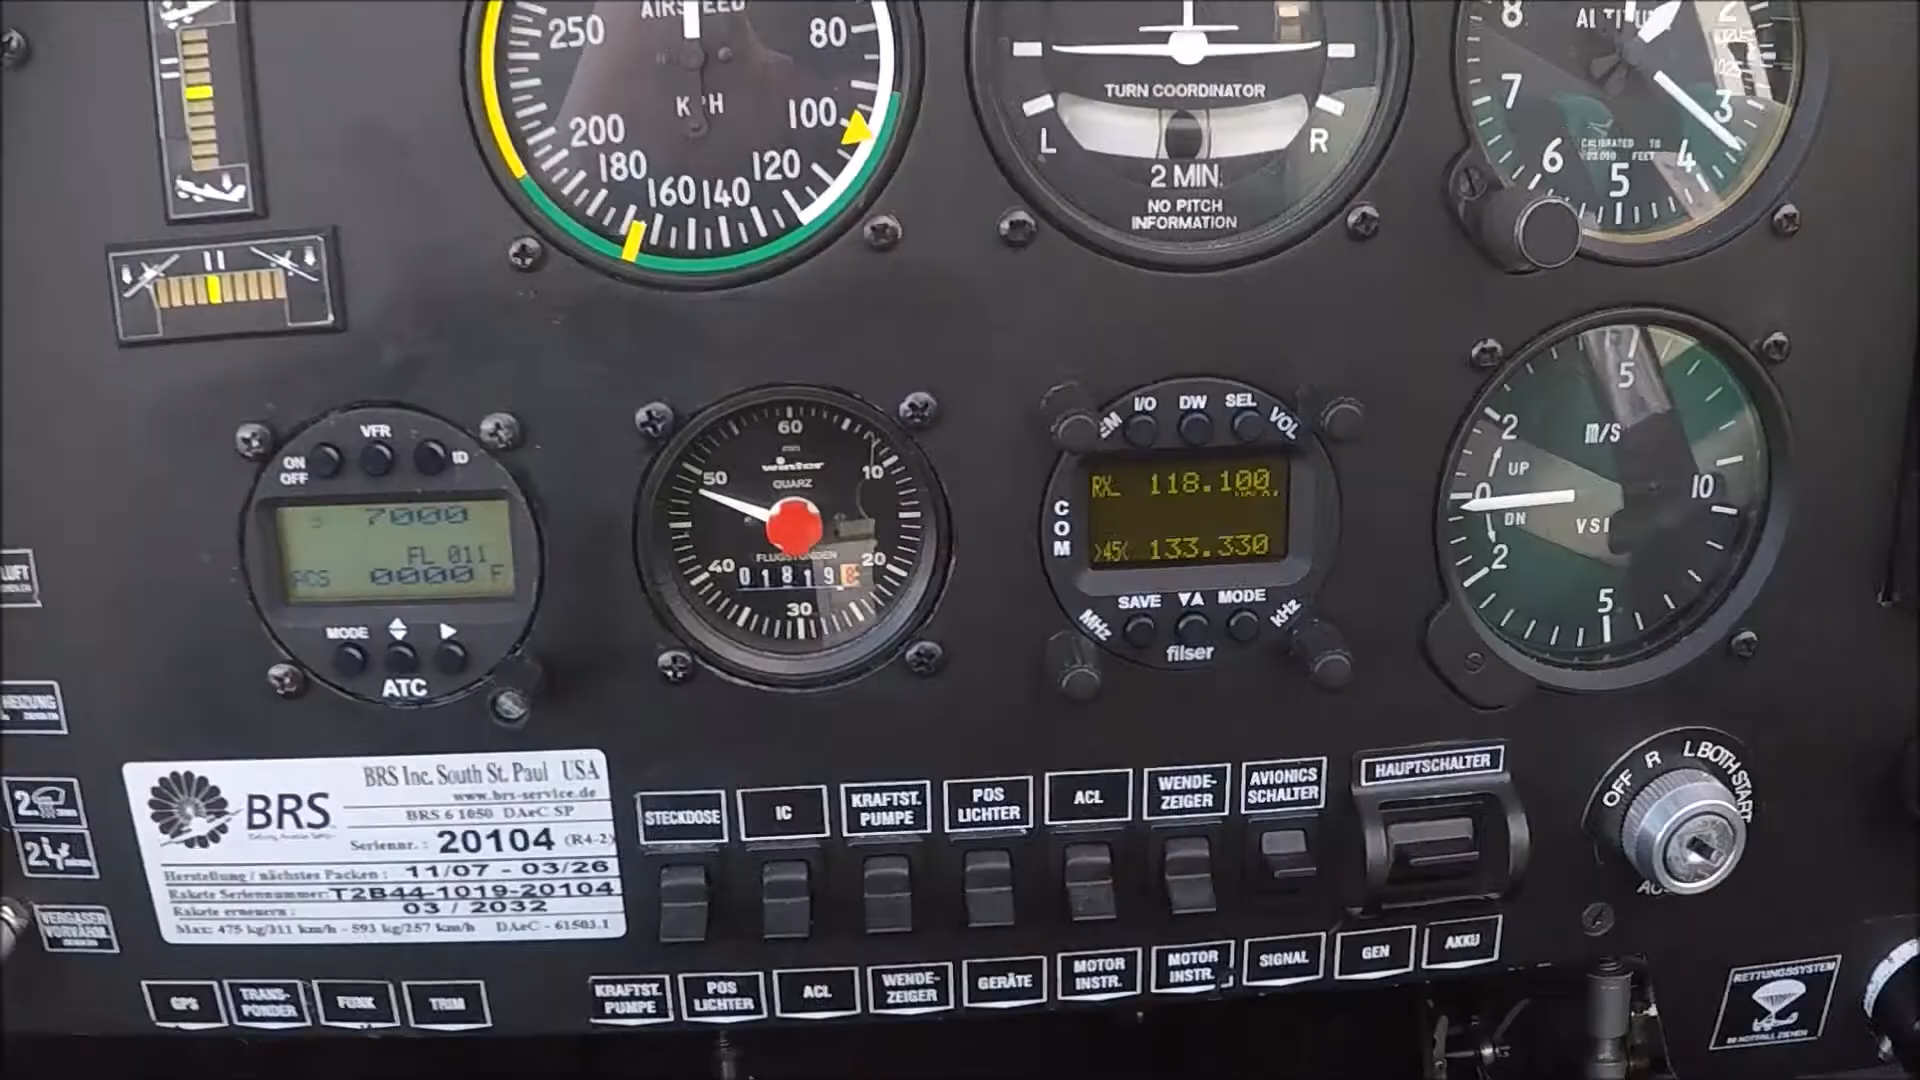 250
AIRSPEED
80
KPH
100
200
180
160
140
120
TURN COORDINATOR
L
R
2 MIN.
NO PITCH
INFORMATION
8
2
7
3
6
5
4
CALIBRATED TO
20,000 FEET
VFR
ON
OFF
ID
7000
FL 011
0000 F
MODE
ATC
60
winter
QUARZ
10
50
FLUGSTUNDEN
40
01819 8
20
30
I/O
DW
SEL
VOL
COM
118.100
>45< 133.330
SAVE
MODE
MHz
kHz
filser
5
2
m/s
UP
0
10
DN
VSI
2
5
LUFT
HEIZUNG
VERGASER
VORWÄRM.
BRS
BRS Inc. South St. Paul USA
www.brs-service.de
BRS 6 1050 DAeC SP
Seriennr.: 20104 (R4-2)
Herstellung / nächstes Packen: 11/07 - 03/26
Rakete Seriennummer: T2B44-1019-20104
Rakete erneuern: 03 / 2032
Max: 475 kg/311 km/h - 593 kg/257 km/h DAeC - 61503.1
STECKDOSE
IC
KRAFTST.
PUMPE
POS
LICHTER
ACL
WENDE-
ZEIGER
AVIONICS
SCHALTER
HAUPTSCHALTER
OFF R L BOTH START
GPS
TRANS-
PONDER
FUNK
TRIM
KRAFTST.
PUMPE
POS
LICHTER
ACL
WENDE-
ZEIGER
GERÄTE
MOTOR
INSTR.
MOTOR
INSTR.
SIGNAL
GEN
AKKU
RETTUNGSSYSTEM